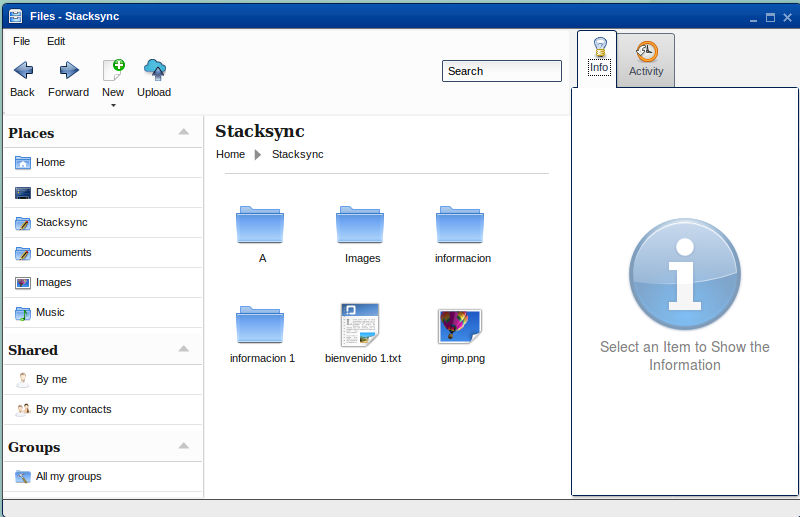 Files - Stacksync
File Edit
Back Forward New Upload
Search
Info
Activity
Places
Home
Desktop
Stacksync
Documents
Images
Music
Shared
By me
By my contacts
Groups
All my groups
Stacksync
Home Stacksync
A Images informacion
informacion 1 bienvenido 1.txt gimp.png
Select an Item to Show the
Information